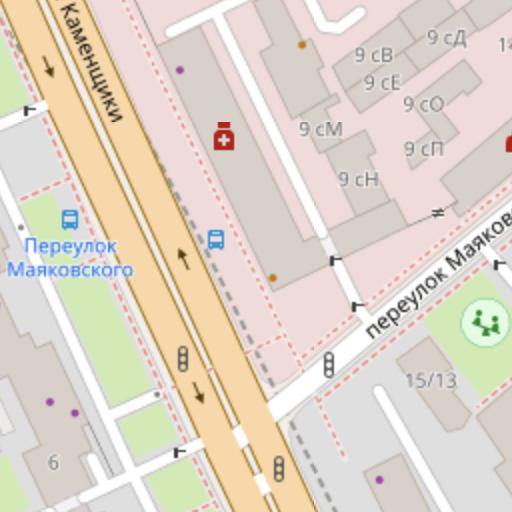 Каменщики
9 сВ
9 сД
9 сЕ
9 сО
9 сМ
9 сП
9 сН
Переулок
Маяковского
переулок Маяковс
15/13
6